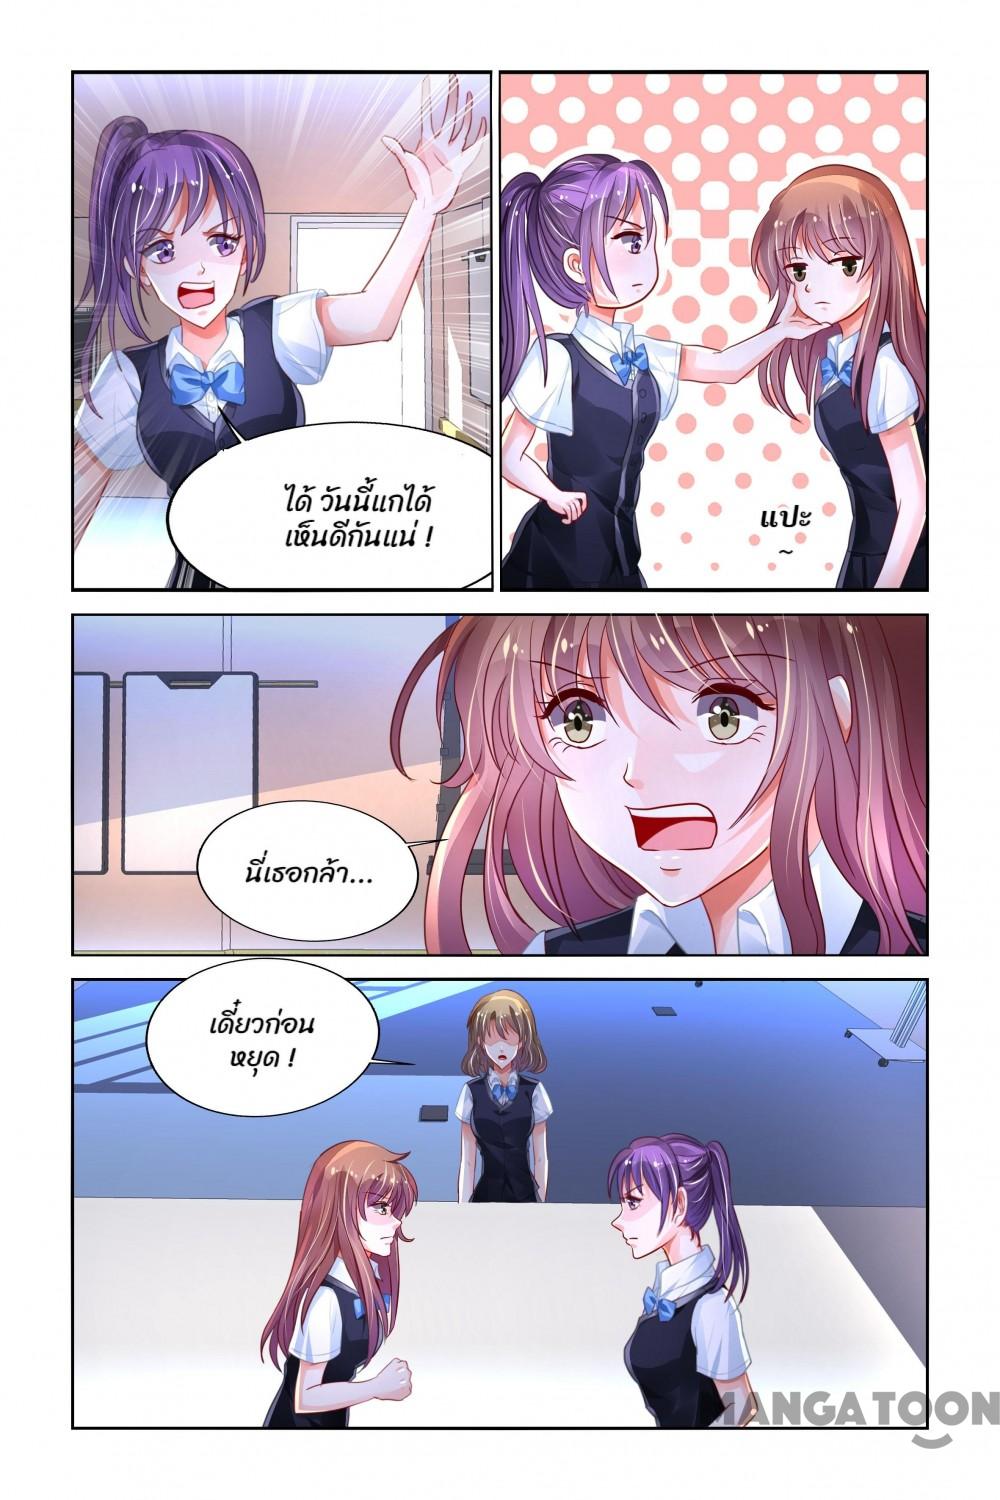 ได้ วันนี้แกได้
เห็นดีกันแน่ !
แปะ
~
นี่เธอกล้า...
เดี๋ยวก่อน
หยุด !
MANGATOON